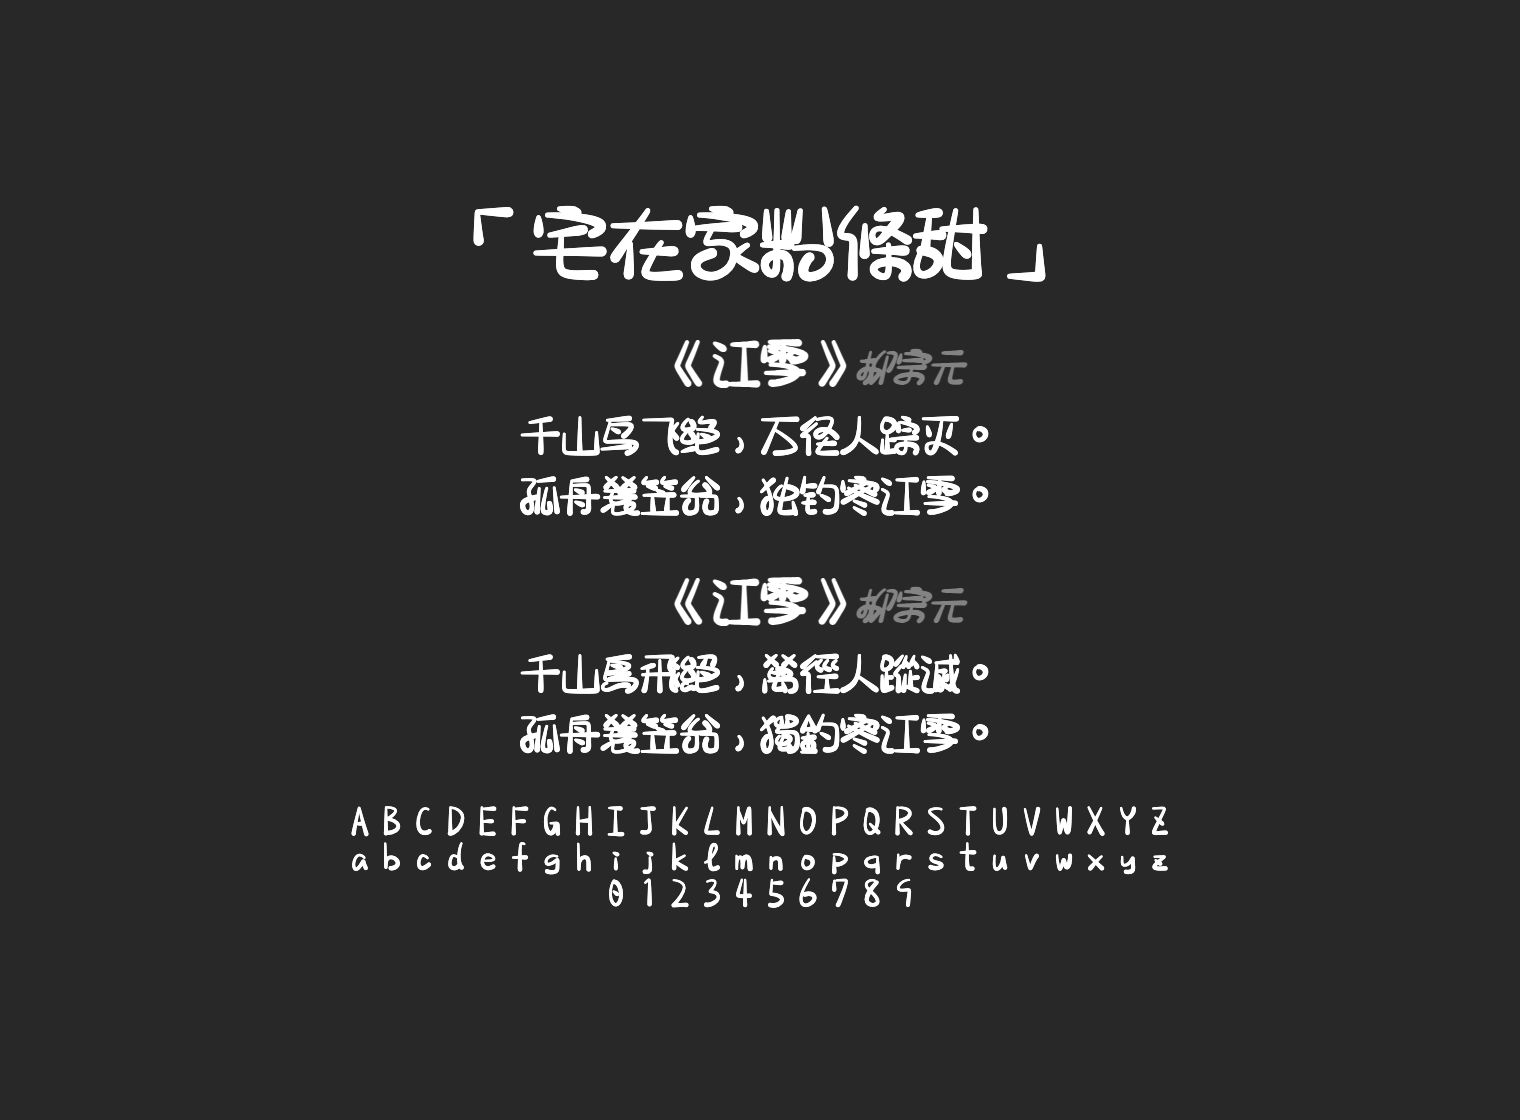 「宅在家粉條甜」
《江雪》柳宗元
千山鸟飞绝，万径人踪灭。
孤舟蓑笠翁，独钓寒江雪。
《江雪》柳宗元
千山鳥飛絕，萬徑人蹤滅。
孤舟蓑笠翁，獨釣寒江雪。
A B C D E F G H I J K L M N O P Q R S T U V W X Y Z
a b c d e f g h i j k l m n o p q r s t u v w x y z
0 1 2 3 4 5 6 7 8 9